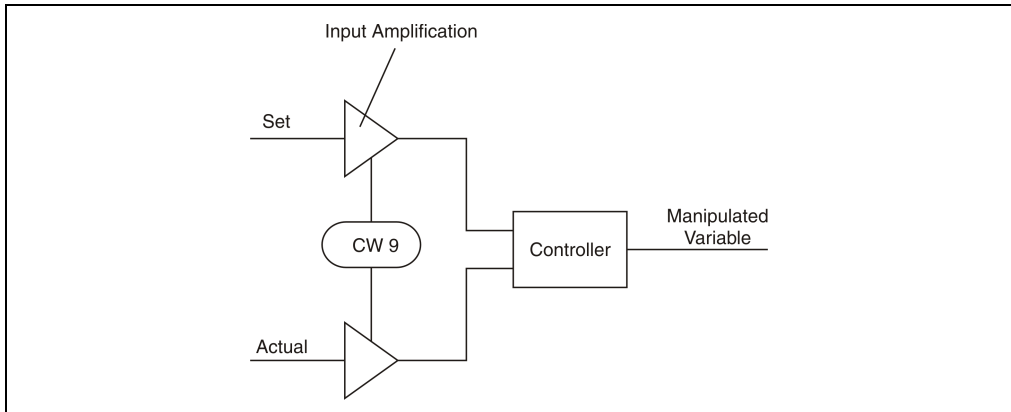 Input Amplification
Set
CW 9
Controller
Manipulated
Variable
Actual